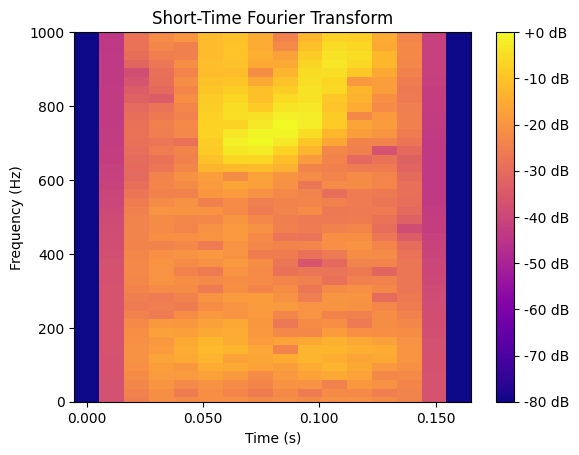 Short-Time Fourier Transform
1000
800
600
400
200
0
Frequency (Hz)
0.000
0.050
0.100
0.150
Time (s)
+0 dB
-10 dB
-20 dB
-30 dB
-40 dB
-50 dB
-60 dB
-70 dB
-80 dB